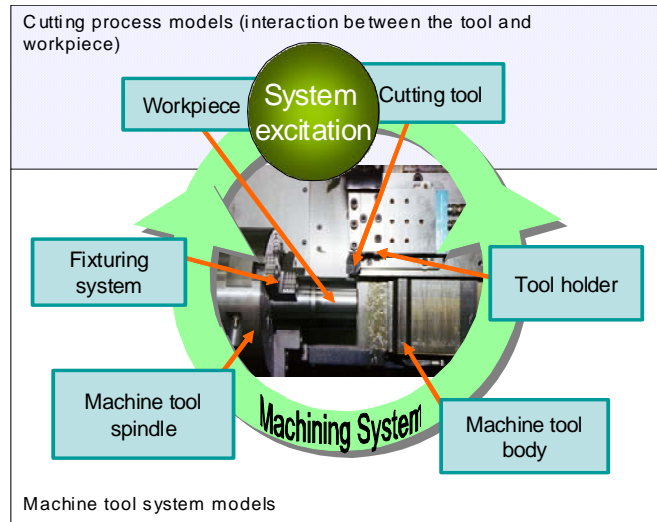 Cutting process models (interaction between the tool and
workpiece)
System
excitation
Workpiece
Cutting tool
Fixturing
system
Tool holder
Machine tool
spindle
Machining System
Machine tool
body
Machine tool system models